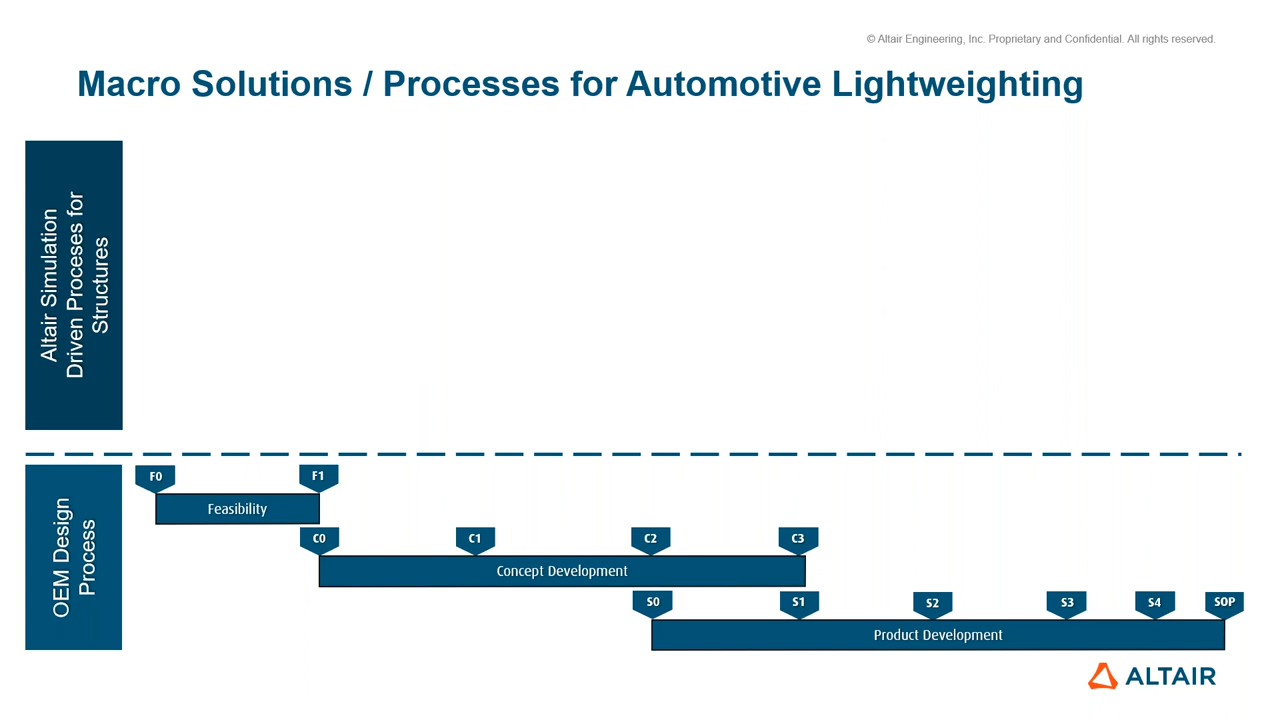 © Altair Engineering, Inc. Proprietary and Confidential. All rights reserved.
Macro Solutions / Processes for Automotive Lightweighting
Altair Simulation
Driven Proceses for
Structures
OEM Design
Process
F0
F1
Feasibility
C0
C1
C2
C3
Concept Development
S0
S1
S2
S3
S4
SOP
Product Development
ALTAIR